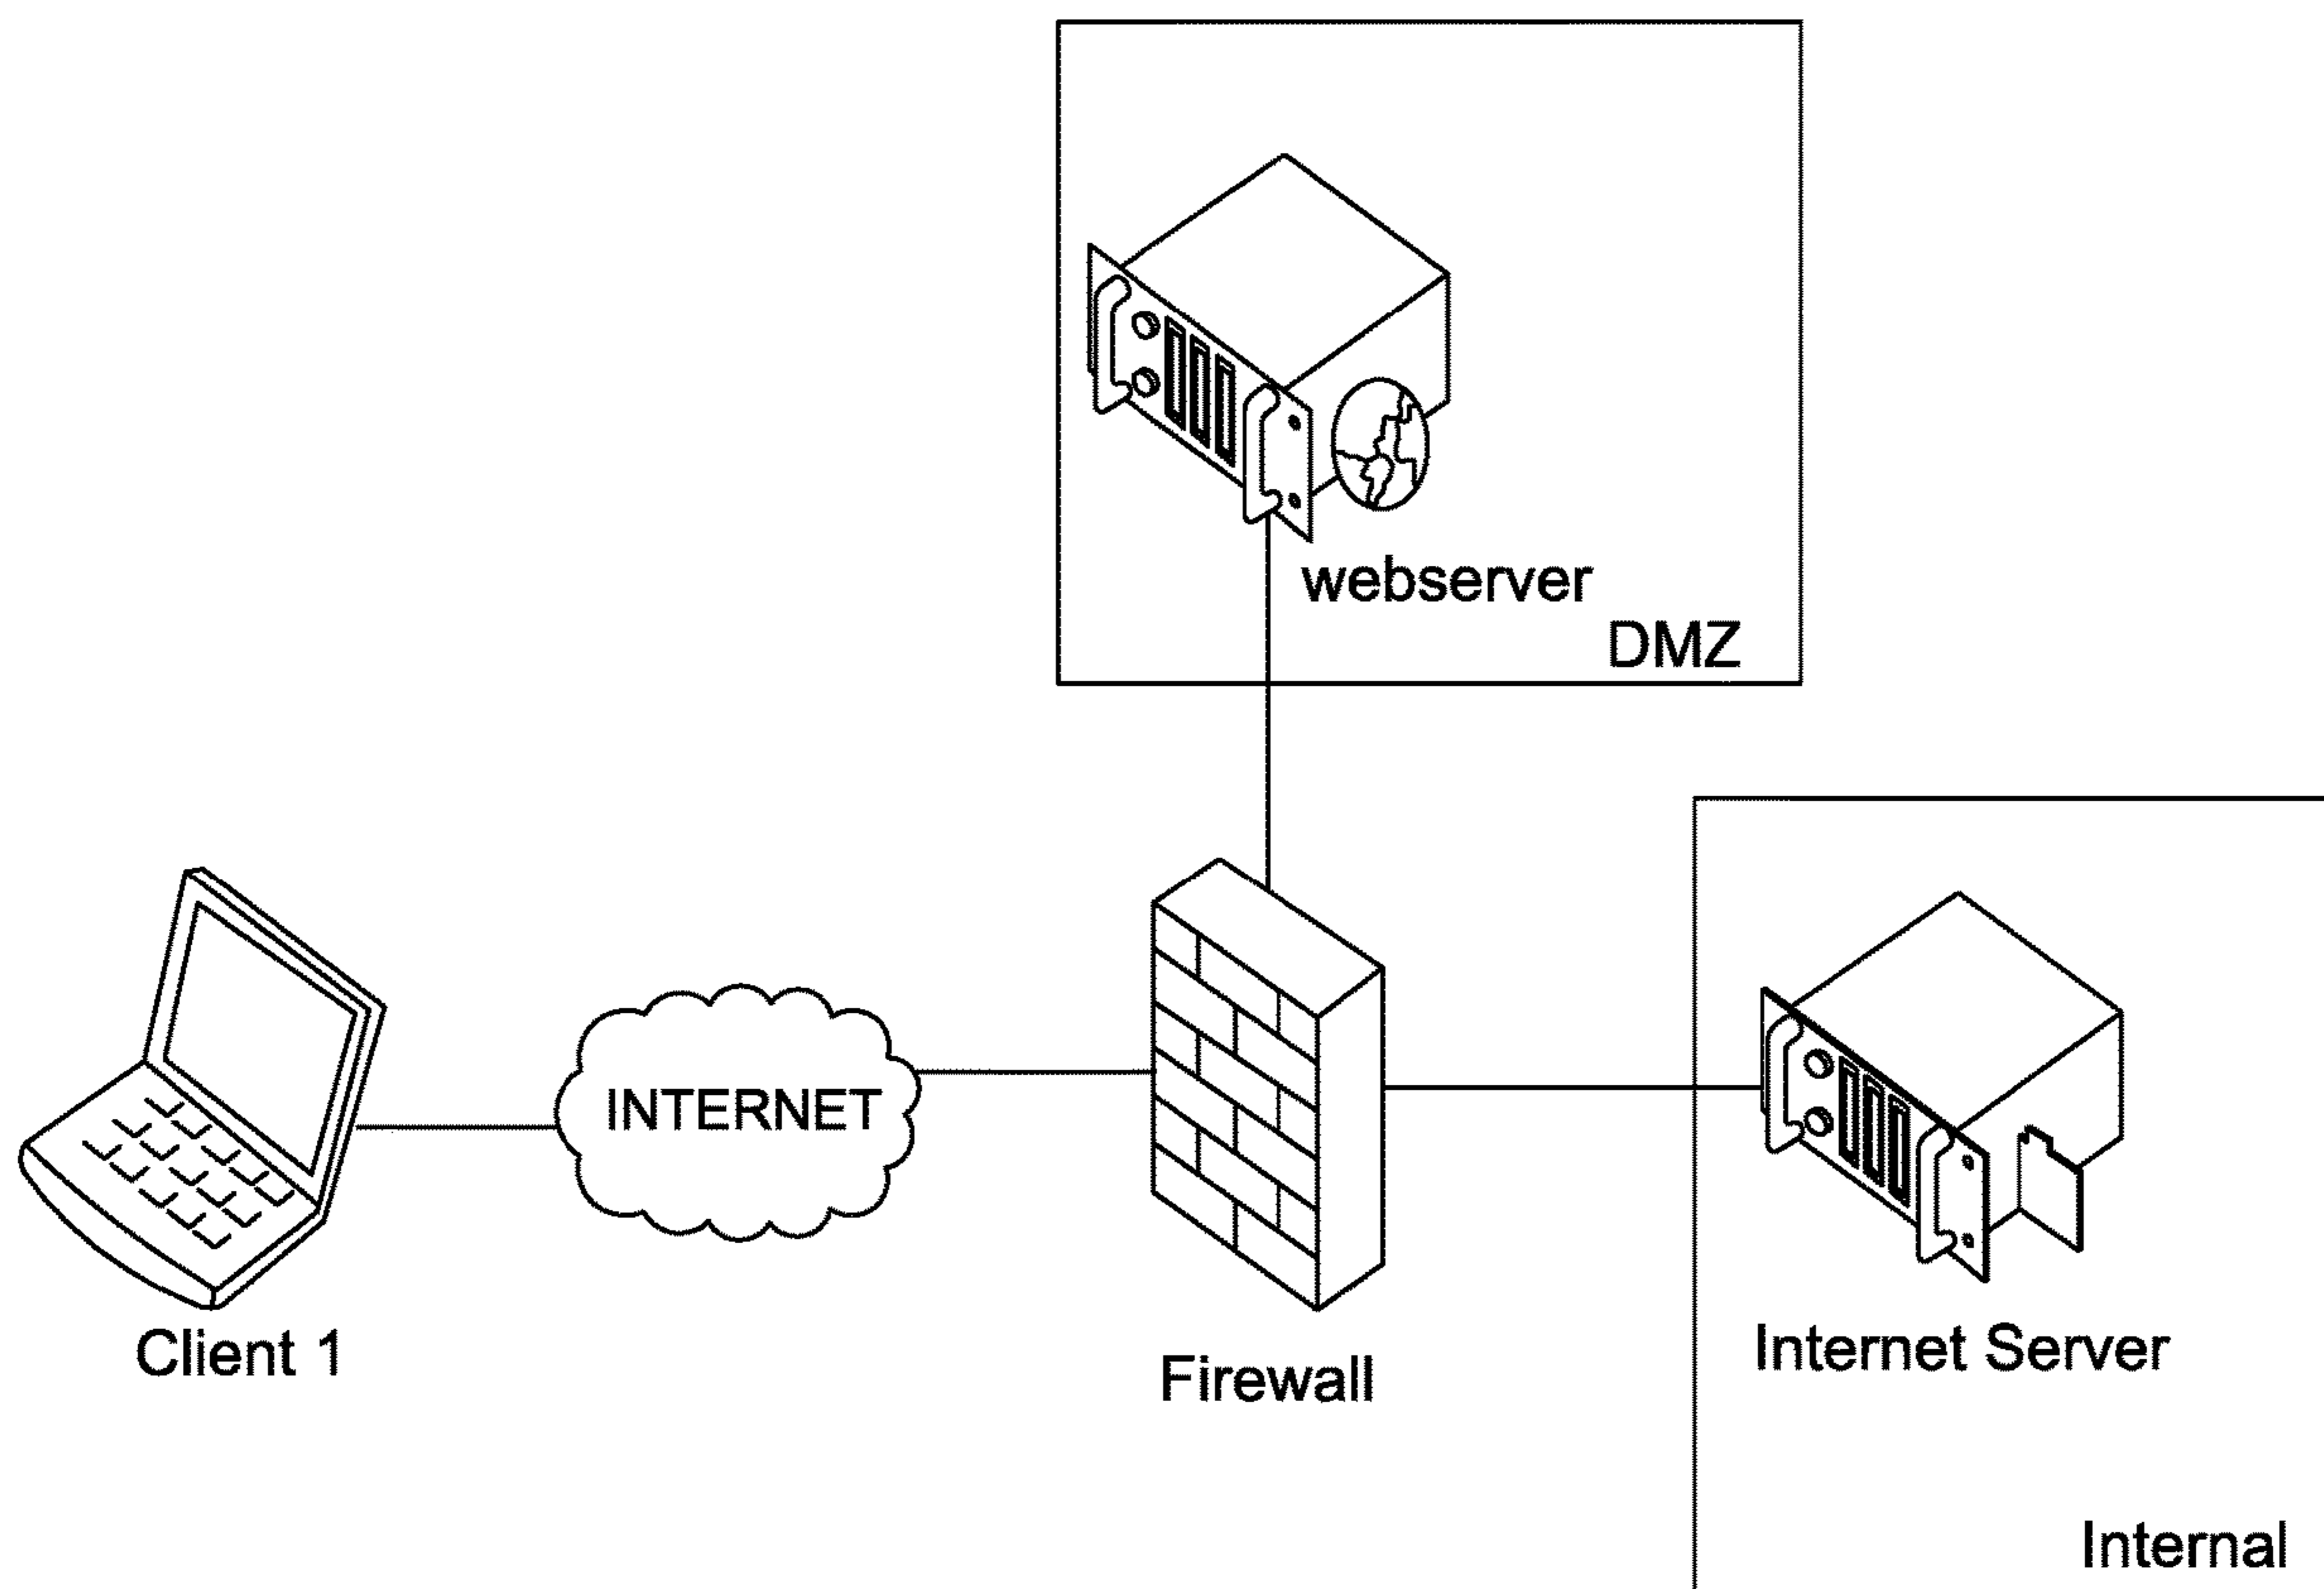 webserver
DMZ
INTERNET
Client 1
Firewall
Internet Server
Internal